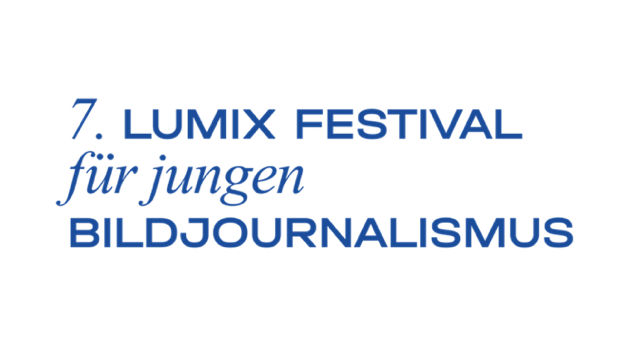 7. LUMIX FESTIVAL
für jungen
BILDJOURNALISMUS